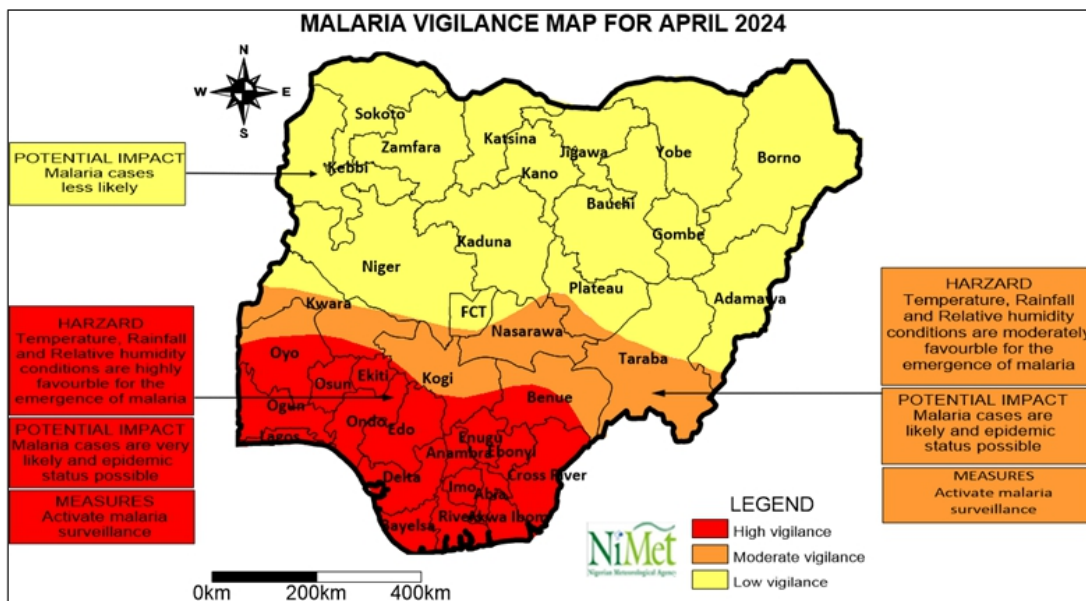 MALARIA VIGILANCE MAP FOR APRIL 2024
N
W
E
S
POTENTIAL IMPACT
Malaria cases
less likely
HARZARD
Temperature, Rainfall
and Relative humidity
conditions are highly
favourble for the
emergence of malaria
POTENTIAL IMPACT
Malaria cases are very
likely and epidemic
status possible
MEASURES
Activate malaria
surveillance
Sokoto
Zamfara
Kebbi
Katsina
Kano
Jigawa
Yobe
Borno
Bauchi
Gombe
Kaduna
Niger
Plateau
Adamawa
FCT
Kwara
Nasarawa
Taraba
Oyo
Osun
Ekiti
Kogi
Benue
Ogun
Ondo
Edo
Lagos
Enugu
Anambra
Ebonyi
Cross River
Delta
Imo
Abia
Bayelsa
Rivers
Akwa Ibom
HARZARD
Temperature, Rainfall
and Relative humidity
conditions are moderately
favourble for the
emergence of malaria
POTENTIAL IMPACT
Malaria cases are
likely and epidemic
status possible
MEASURES
Activate malaria
surveillance
LEGEND
High vigilance
Moderate vigilance
Low vigilance
NiMet
Nigerian Meteorological Agency
0km
200km
400km